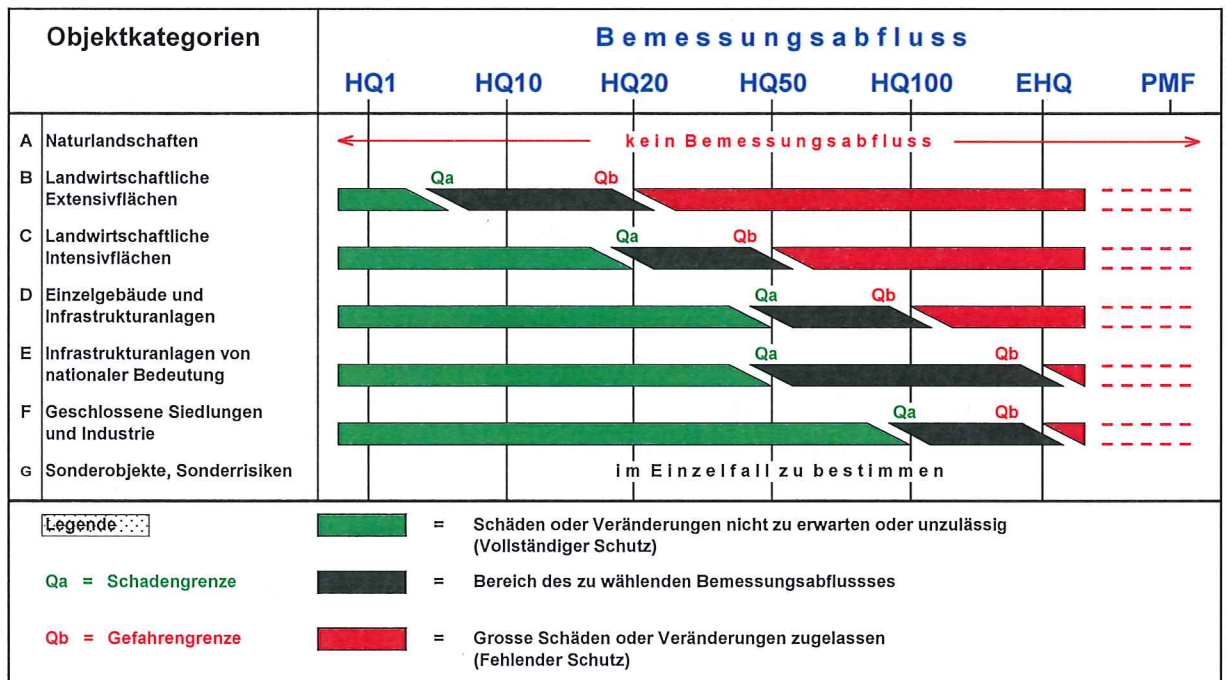 Objektkategorien
Bemessungsabfluss
HQ1 HQ10 HQ20 HQ50 HQ100 EHQ PMF
A Naturlandschaften
kein Bemessungsabfluss
B Landwirtschaftliche
Extensivflächen
Qa Qb
C Landwirtschaftliche
Intensivflächen
Qa Qb
D Einzelgebäude und
Infrastrukturanlagen
Qa Qb
E Infrastrukturanlagen von
nationaler Bedeutung
Qa Qb
F Geschlossene Siedlungen
und Industrie
Qa Qb
G Sonderobjekte, Sonderrisiken
im Einzelfall zu bestimmen
Legende
= Schäden oder Veränderungen nicht zu erwarten oder unzulässig
(Vollständiger Schutz)
Qa = Schadengrenze
= Bereich des zu wählenden Bemessungsabflussses
Qb = Gefahrengrenze
= Grosse Schäden oder Veränderungen zugelassen
(Fehlender Schutz)